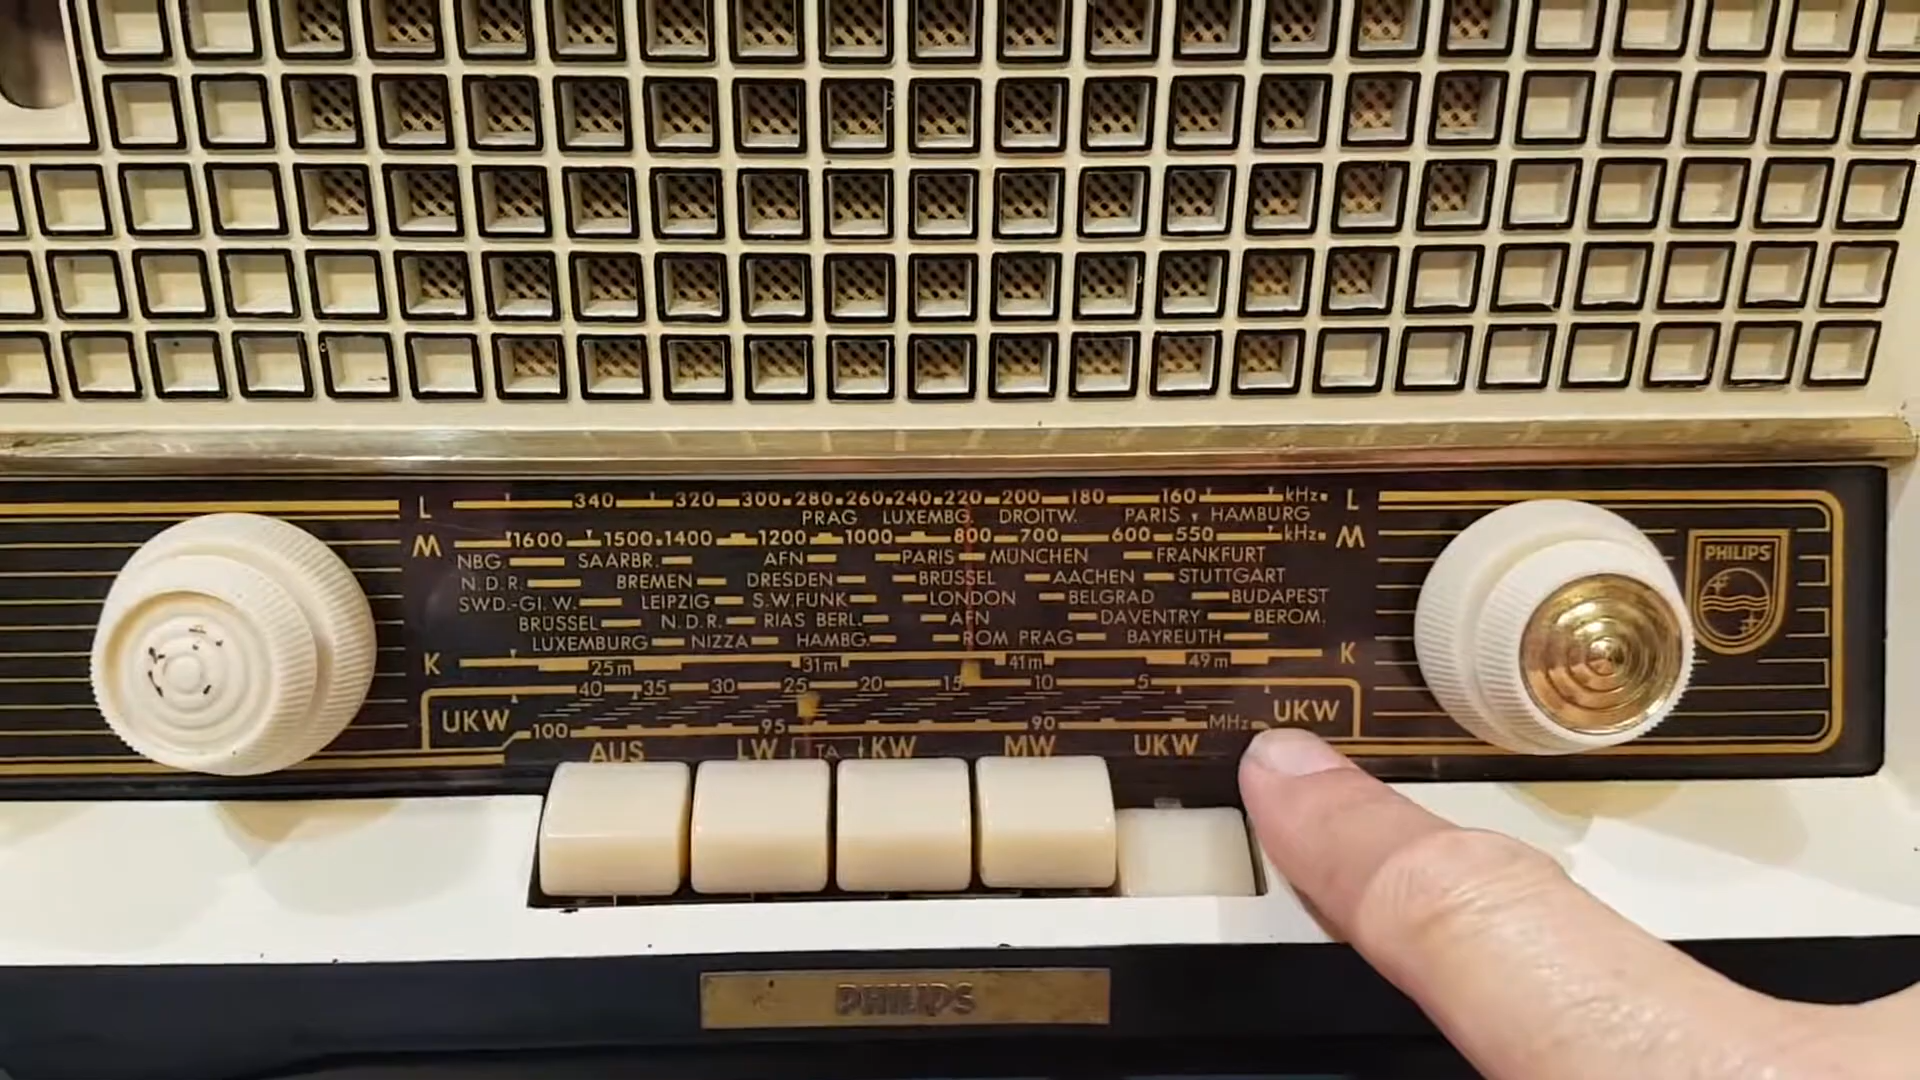 L 340 320 300 280 260 240 220 200 180 160 kHz L
PRAG LUXEMBG. DROITW. PARIS HAMBURG
M 1600 1500 1400 1200 1000 800 700 600 550 kHz M
NBG. SAARBR. AFN PARIS MÜNCHEN FRANKFURT
N.D.R. BREMEN DRESDEN BRÜSSEL AACHEN STUTTGART
SWD.-GI.W. LEIPZIG S.W.FUNK LONDON BELGRAD BUDAPEST
BRÜSSEL N.D.R. RIAS BERL. AFN DAVENTRY BEROM.
LUXEMBURG NIZZA HAMBG. ROM PRAG BAYREUTH
K 25m 31m 41m 49m K
40 35 30 25 20 15 10 5
UKW 100 95 90 MHz UKW
AUS LW TA KW MW UKW
PHILIPS
PHILIPS